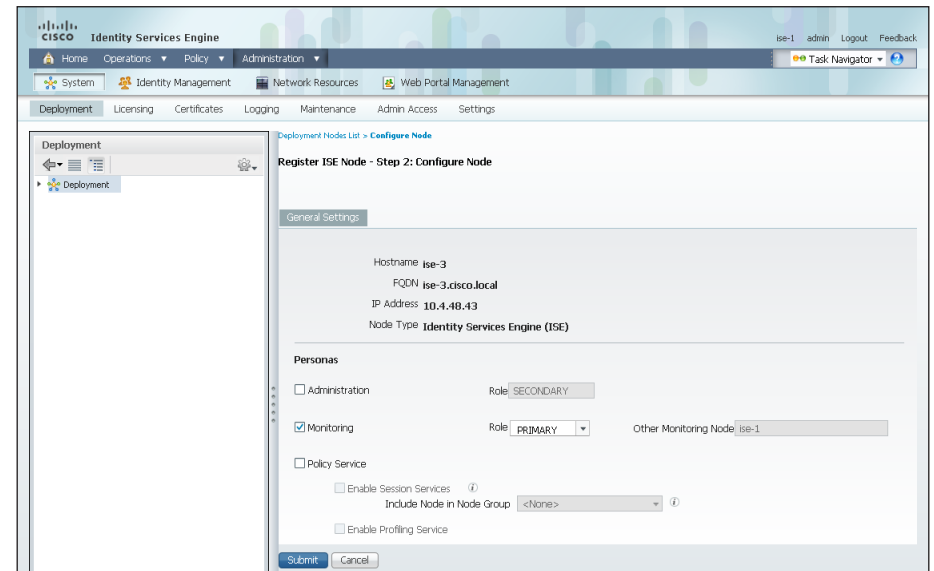 CISCO Identity Services Engine
ise-1 admin Logout Feedback
Home Operations Policy Administration
Task Navigator ?
System Identity Management Network Resources Web Portal Management
Deployment Licensing Certificates Logging Maintenance Admin Access Settings
Deployment
Deployment
Deployment Nodes List > Configure Node
Register ISE Node - Step 2: Configure Node
General Settings
Hostname ise-3
FQDN ise-3.cisco.local
IP Address 10.4.48.43
Node Type Identity Services Engine (ISE)
Personas
Administration Role SECONDARY
Monitoring Role PRIMARY Other Monitoring Node ise-1
Policy Service
Enable Session Services i
Include Node in Node Group <None> i
Enable Profiling Service
Submit Cancel